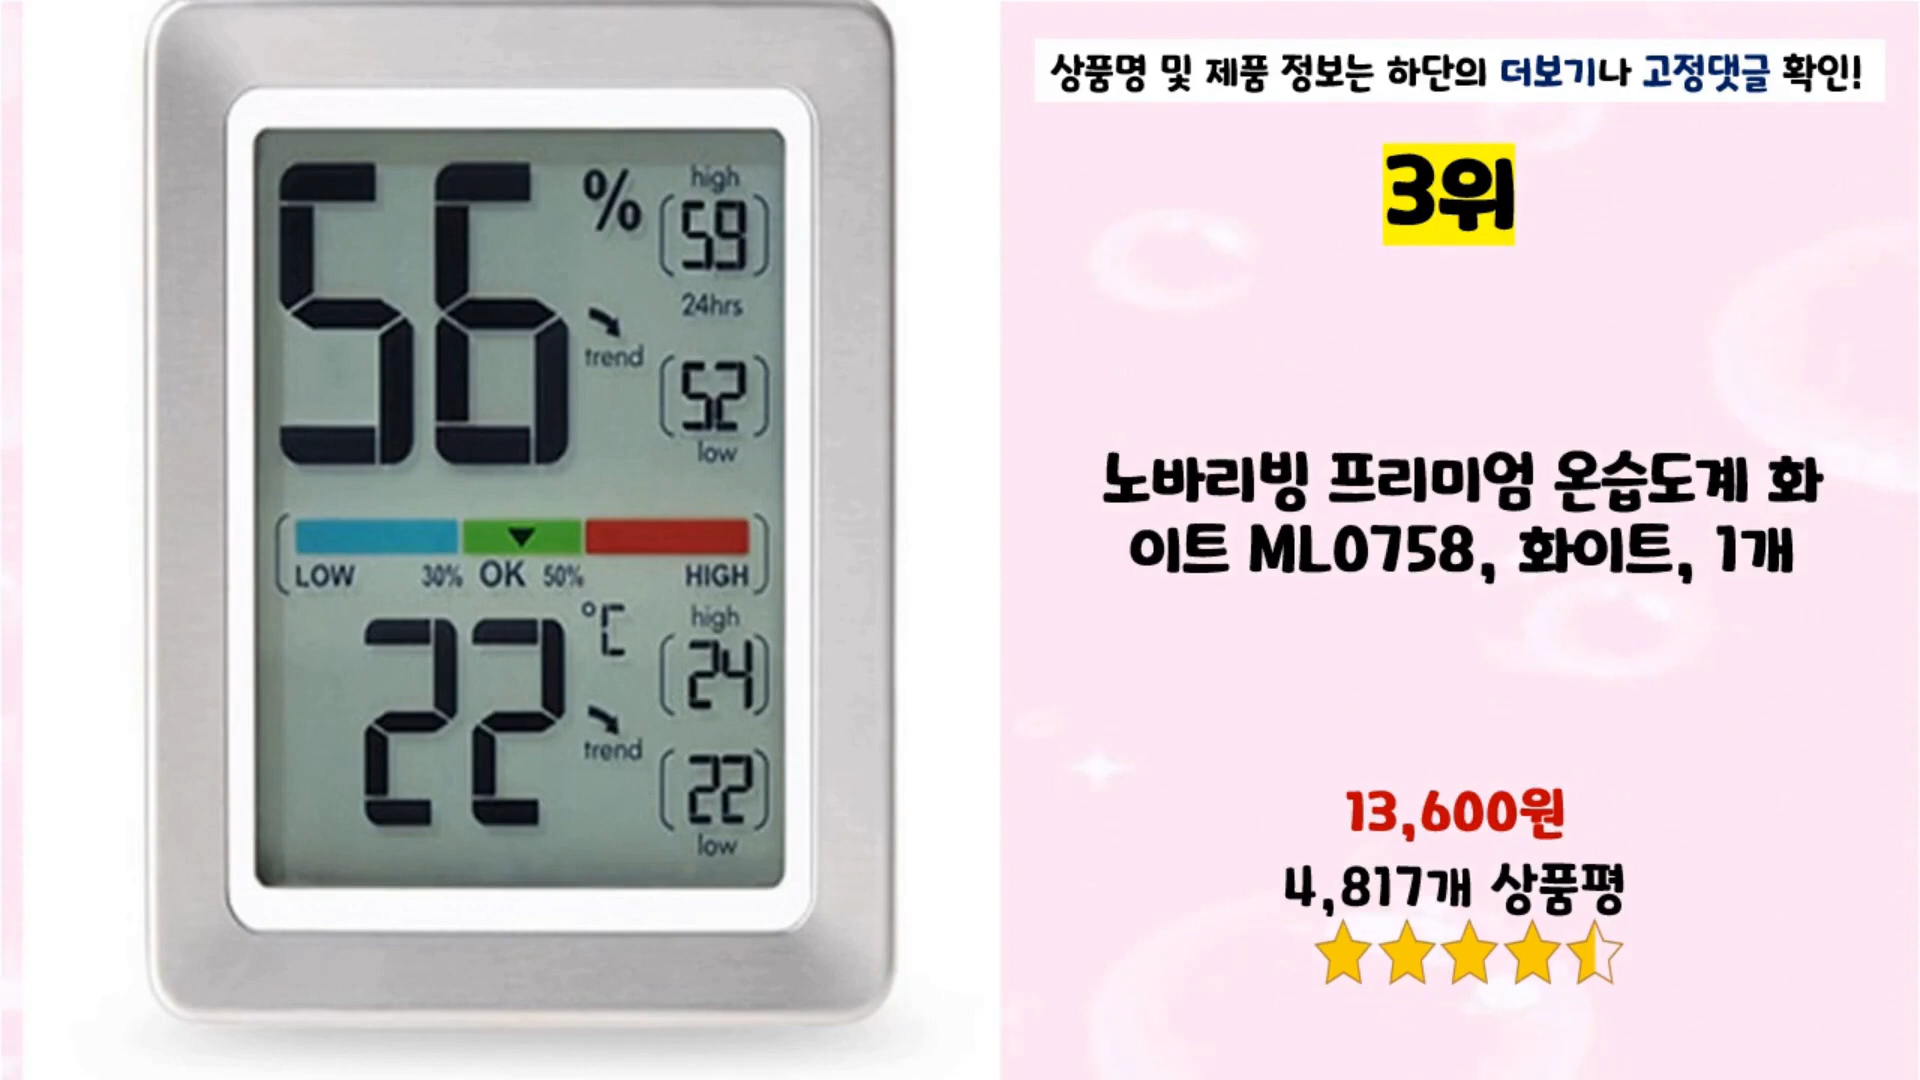 56 % high
59
24hrs
trend
52
low
LOW 30% OK 50% HIGH
22 °C high
24
trend
22
low
상품명 및 제품 정보는 하단의 더보기나 고정댓글 확인!
3위
노바리빙 프리미엄 온습도계 화
이트 ML0758, 화이트, 1개
13,600원
4,817개 상품평